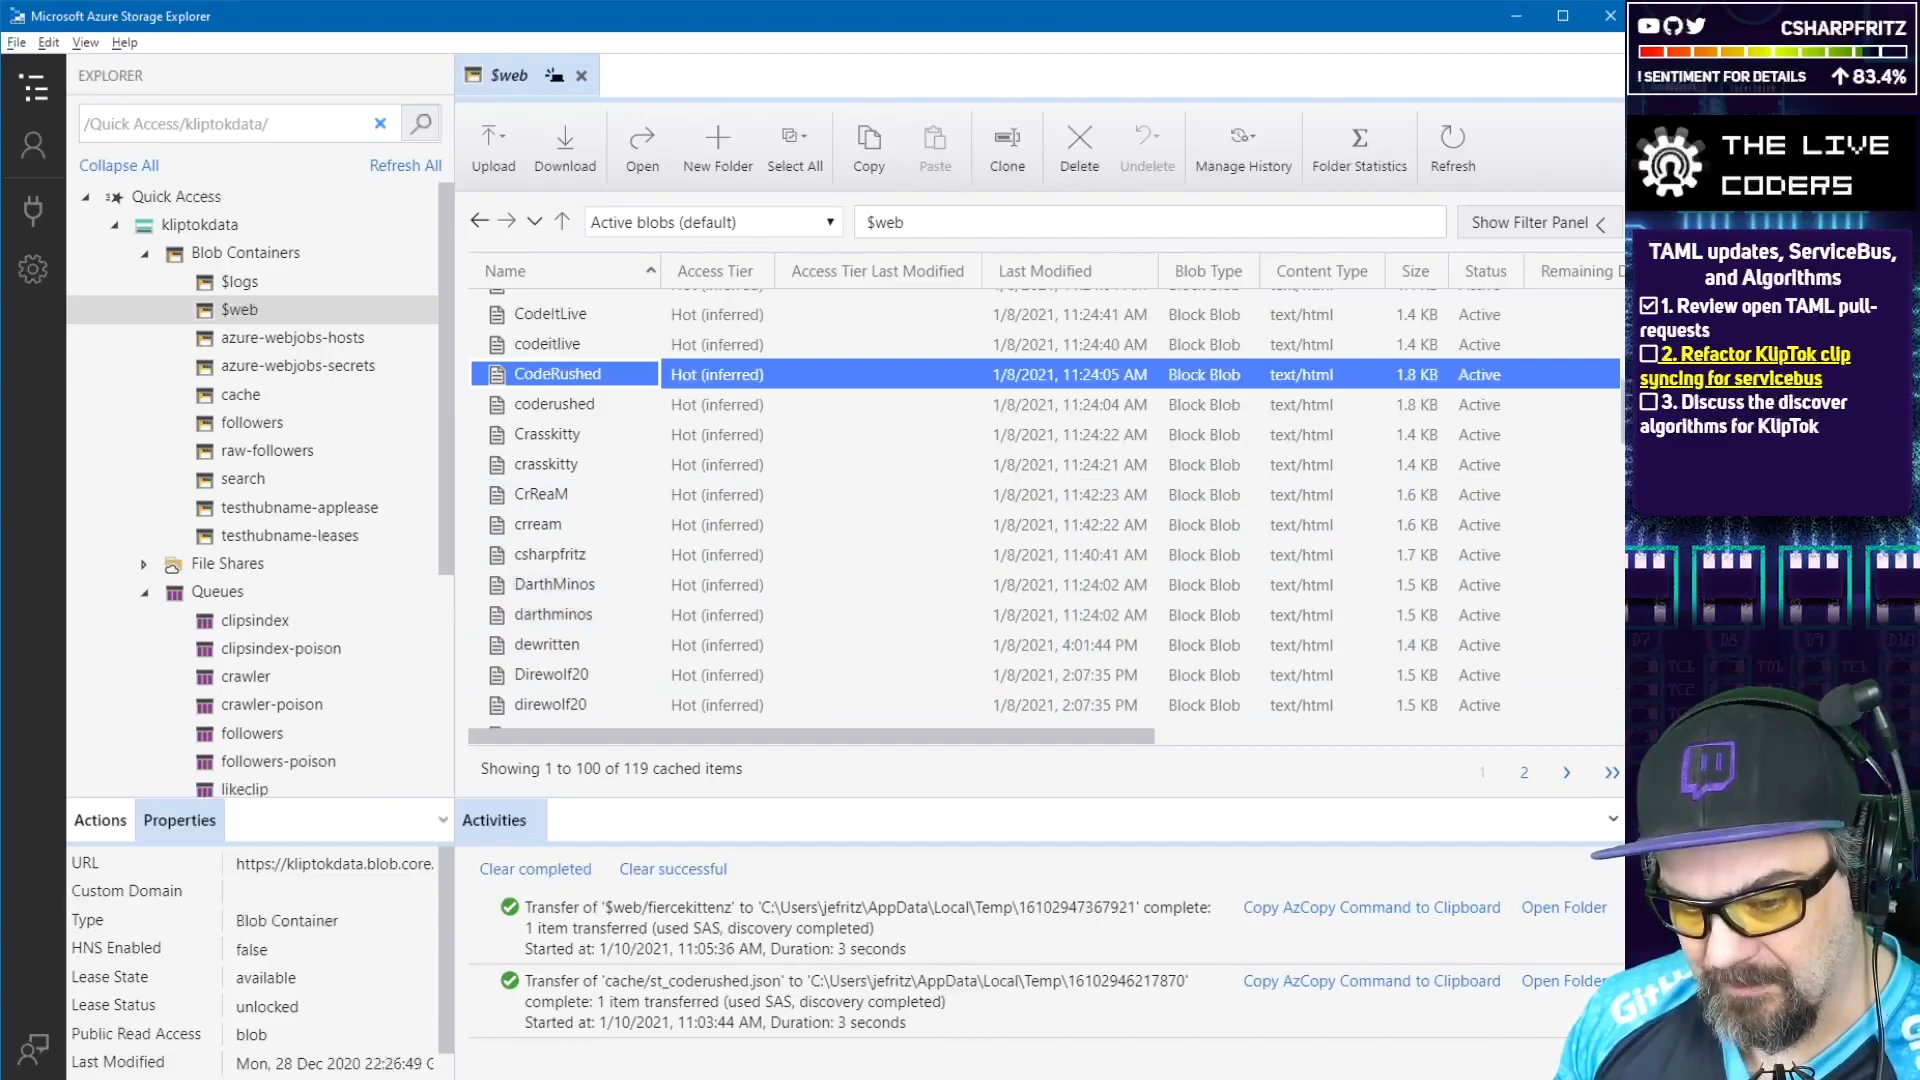 Microsoft Azure Storage Explorer
File Edit View Help
EXPLORER
/Quick Access/kliptokdata/
Collapse All
Refresh All
Quick Access
kliptokdata
Blob Containers
$logs
$web
azure-webjobs-hosts
azure-webjobs-secrets
cache
followers
raw-followers
search
testhubname-applease
testhubname-leases
File Shares
Queues
clipsindex
clipsindex-poison
crawler
crawler-poison
followers
followers-poison
likeclip
Actions
Properties
URL https://kliptokdata.blob.core.
Custom Domain
Type Blob Container
HNS Enabled false
Lease State available
Lease Status unlocked
Public Read Access blob
Last Modified Mon, 28 Dec 2020 22:26:49 G
$web
Upload
Download
Open
New Folder
Select All
Copy
Paste
Clone
Delete
Undelete
Manage History
Folder Statistics
Refresh
Active blobs (default)
$web
Show Filter Panel
Name Access Tier Access Tier Last Modified Last Modified Blob Type Content Type Size Status Remaining D
CodeItLive Hot (inferred) 1/8/2021, 11:24:41 AM Block Blob text/html 1.4 KB Active
codeitlive Hot (inferred) 1/8/2021, 11:24:40 AM Block Blob text/html 1.4 KB Active
CodeRushed Hot (inferred) 1/8/2021, 11:24:05 AM Block Blob text/html 1.8 KB Active
coderushed Hot (inferred) 1/8/2021, 11:24:04 AM Block Blob text/html 1.8 KB Active
Crasskitty Hot (inferred) 1/8/2021, 11:24:22 AM Block Blob text/html 1.4 KB Active
crasskitty Hot (inferred) 1/8/2021, 11:24:21 AM Block Blob text/html 1.4 KB Active
CrReaM Hot (inferred) 1/8/2021, 11:42:23 AM Block Blob text/html 1.6 KB Active
crream Hot (inferred) 1/8/2021, 11:42:22 AM Block Blob text/html 1.6 KB Active
csharpfritz Hot (inferred) 1/8/2021, 11:40:41 AM Block Blob text/html 1.7 KB Active
DarthMinos Hot (inferred) 1/8/2021, 11:24:02 AM Block Blob text/html 1.5 KB Active
darthminos Hot (inferred) 1/8/2021, 11:24:02 AM Block Blob text/html 1.5 KB Active
dewritten Hot (inferred) 1/8/2021, 4:01:44 PM Block Blob text/html 1.4 KB Active
Direwolf20 Hot (inferred) 1/8/2021, 2:07:35 PM Block Blob text/html 1.5 KB Active
direwolf20 Hot (inferred) 1/8/2021, 2:07:35 PM Block Blob text/html 1.5 KB Active
Showing 1 to 100 of 119 cached items
1 2
Activities
Clear completed Clear successful
Transfer of '$web/fiercekittenz' to 'C:\Users\jefritz\AppData\Local\Temp\16102947367921' complete:
1 item transferred (used SAS, discovery completed)
Started at: 1/10/2021, 11:05:36 AM, Duration: 3 seconds
Copy AzCopy Command to Clipboard Open Folder
Transfer of 'cache/st_coderushed.json' to 'C:\Users\jefritz\AppData\Local\Temp\16102946217870'
complete: 1 item transferred (used SAS, discovery completed)
Started at: 1/10/2021, 11:03:44 AM, Duration: 3 seconds
Copy AzCopy Command to Clipboard Open Folder
CSHARPFRITZ
!SENTIMENT FOR DETAILS 83.4%
THE LIVE
CODERS
TAML updates, ServiceBus,
and Algorithms
1. Review open TAML pull-
requests
2. Refactor KlipTok clip
syncing for servicebus
3. Discuss the discover
algorithms for KlipTok
D7 D8 D9 D10